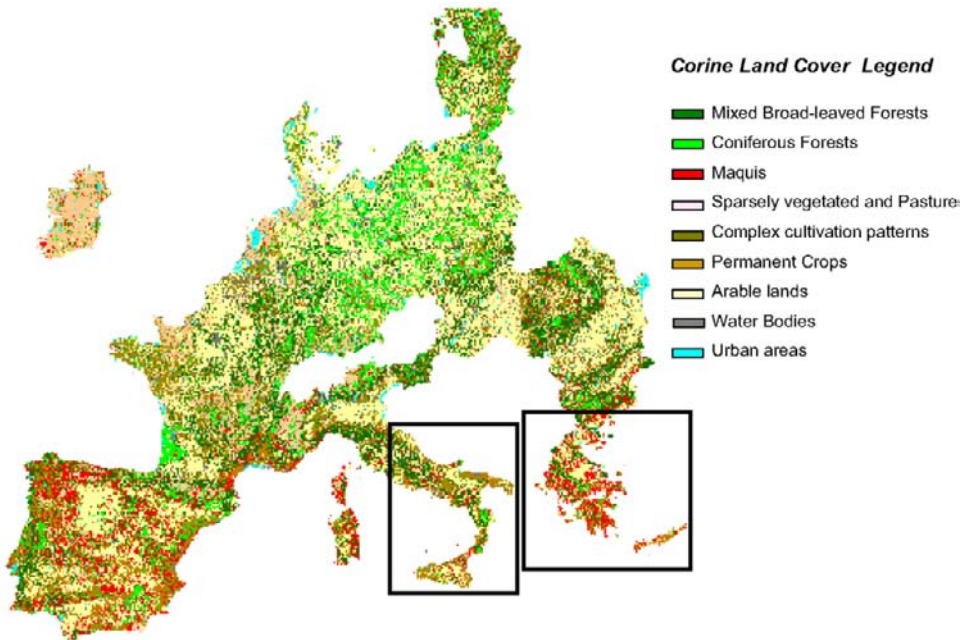 Corine Land Cover Legend
Mixed Broad-leaved Forests
Coniferous Forests
Maquis
Sparsely vegetated and Pastures
Complex cultivation patterns
Permanent Crops
Arable lands
Water Bodies
Urban areas